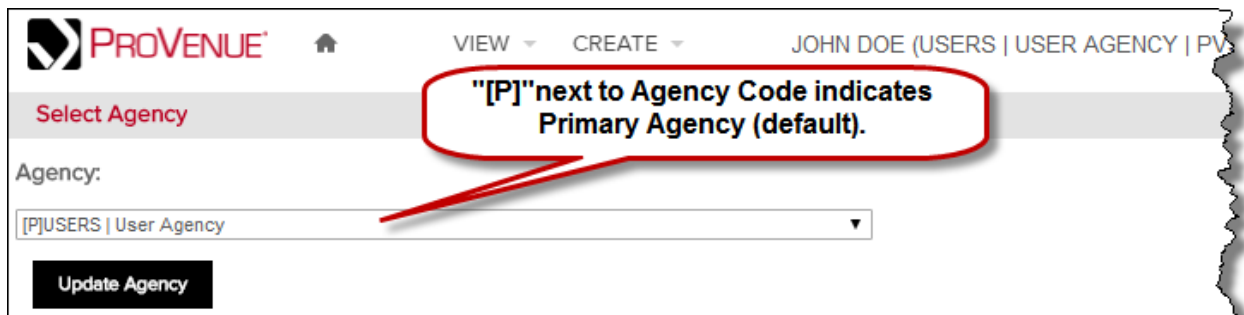 PROVENUE® VIEW CREATE JOHN DOE (USERS | USER AGENCY | PV
"[P]"next to Agency Code indicates
Primary Agency (default).
Select Agency
Agency:
[P]USERS | User Agency
Update Agency